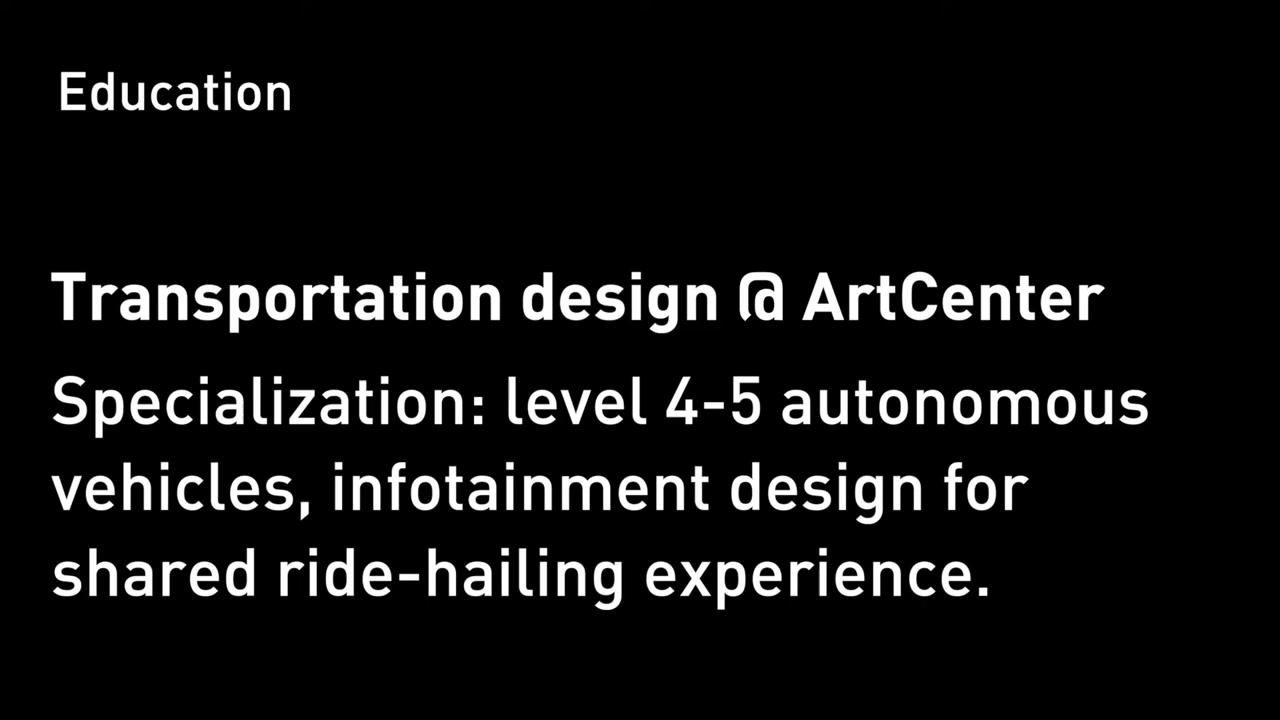 Education
Transportation design @ ArtCenter
Specialization: level 4-5 autonomous
vehicles, infotainment design for
shared ride-hailing experience.